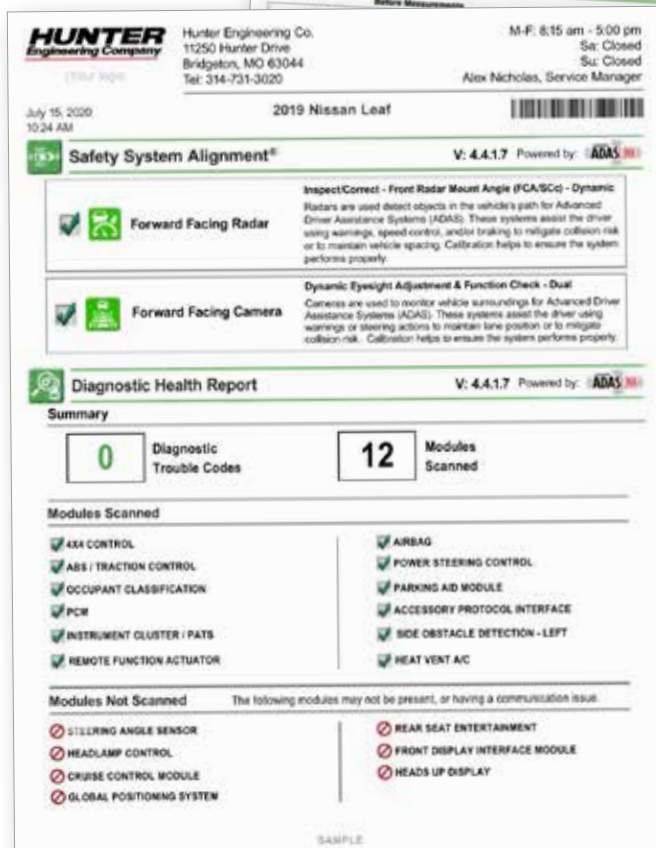 Before Measurements
HUNTER
Engineering Company
(Your logo)
Hunter Engineering Co.
11250 Hunter Drive
Bridgeton, MO 63044
Tel: 314-731-3020
M-F: 8:15 am - 5:00 pm
Sa: Closed
Su: Closed
Alex Nicholas, Service Manager
July 15, 2020
10:24 AM
2019 Nissan Leaf
Safety System Alignment®
V: 4.4.1.7 Powered by: ADAS
Forward Facing Radar
Inspect/Correct - Front Radar Mount Angle (FCA/SCc) - Dynamic
Radars are used detect objects in the vehicle's path for Advanced
Driver Assistance Systems (ADAS). These systems assist the driver
using warnings, speed control, and/or braking to mitigate collision risk
or to maintain vehicle spacing. Calibration helps to ensure the system
performs properly.
Forward Facing Camera
Dynamic Eyesight Adjustment & Function Check - Dual
Cameras are used to monitor vehicle surroundings for Advanced Driver
Assistance Systems (ADAS). These systems assist the driver using
warnings or steering actions to maintain lane position or to mitigate
collision risk. Calibration helps to ensure the system performs properly.
Diagnostic Health Report
V: 4.4.1.7 Powered by: ADAS
Summary
0
Diagnostic
Trouble Codes
12
Modules
Scanned
Modules Scanned
4X4 CONTROL
ABS / TRACTION CONTROL
OCCUPANT CLASSIFICATION
PCM
INSTRUMENT CLUSTER / PATS
REMOTE FUNCTION ACTUATOR
AIRBAG
POWER STEERING CONTROL
PARKING AID MODULE
ACCESSORY PROTOCOL INTERFACE
SIDE OBSTACLE DETECTION - LEFT
HEAT VENT A/C
Modules Not Scanned The following modules may not be present, or having a communication issue.
STEERING ANGLE SENSOR
HEADLAMP CONTROL
CRUISE CONTROL MODULE
GLOBAL POSITIONING SYSTEM
REAR SEAT ENTERTAINMENT
FRONT DISPLAY INTERFACE MODULE
HEADS UP DISPLAY
SAMPLE